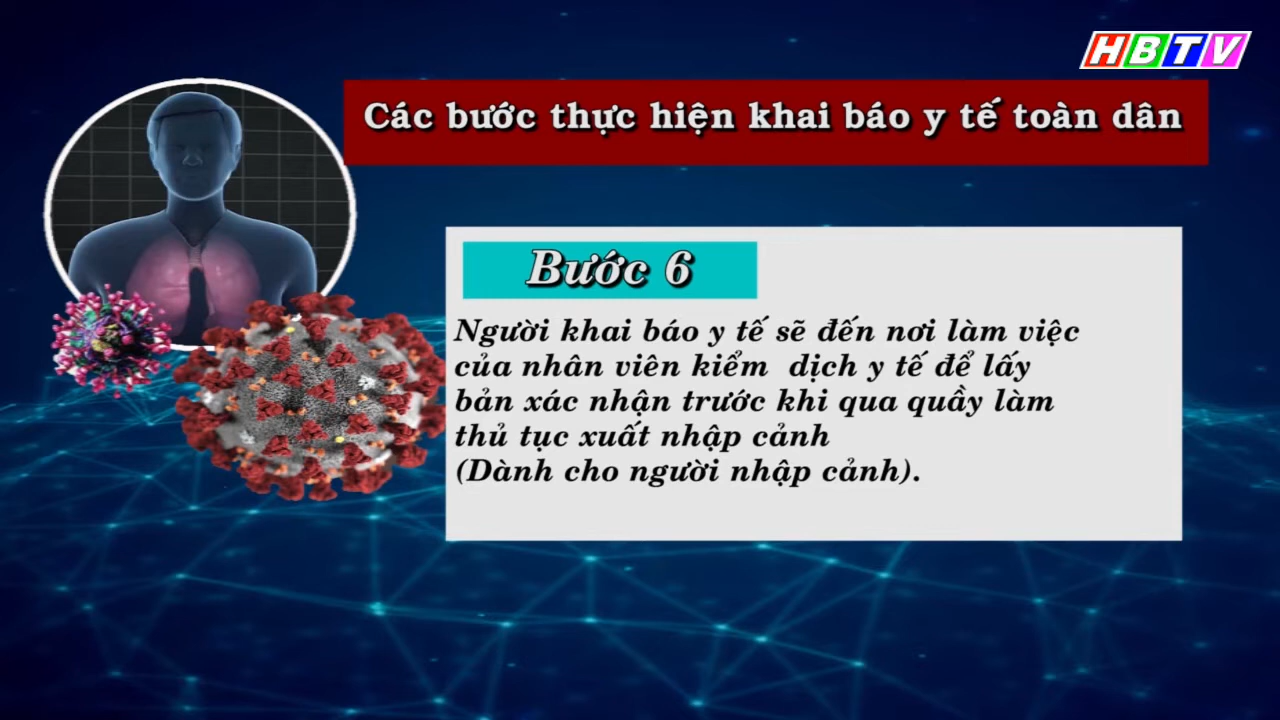 HBTV
Các bước thực hiện khai báo y tế toàn dân
Bước 6
Người khai báo y tế sẽ đến nơi làm việc
của nhân viên kiểm dịch y tế để lấy
bản xác nhận trước khi qua quầy làm
thủ tục xuất nhập cảnh
(Dành cho người nhập cảnh).